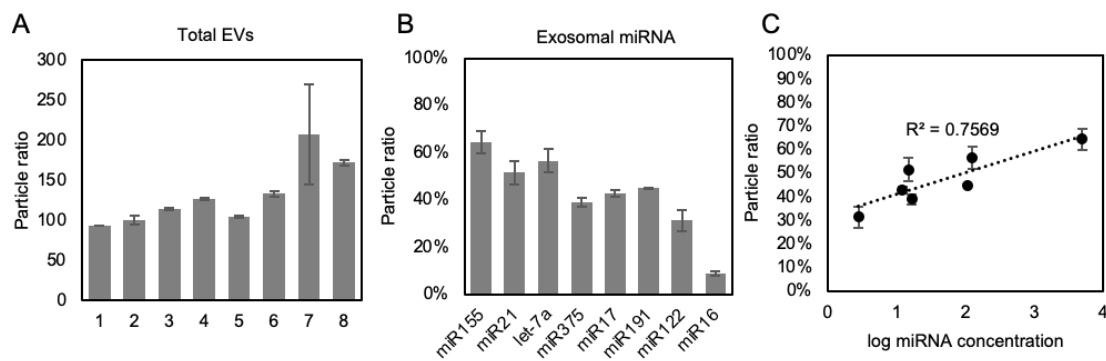 A
Total EVs
Particle ratio
300
250
200
150
100
50
0
1 2 3 4 5 6 7 8
B
Exosomal miRNA
Particle ratio
60%
80%
60%
40%
20%
0%
miR155 miR21 let-7a miR375 miR17 miR191 miR122 miR16
C
Particle ratio
100%
90%
80%
70%
60%
50%
40%
30%
20%
10%
0%
R² = 0.7569
0 1 2 3 4
log miRNA concentration